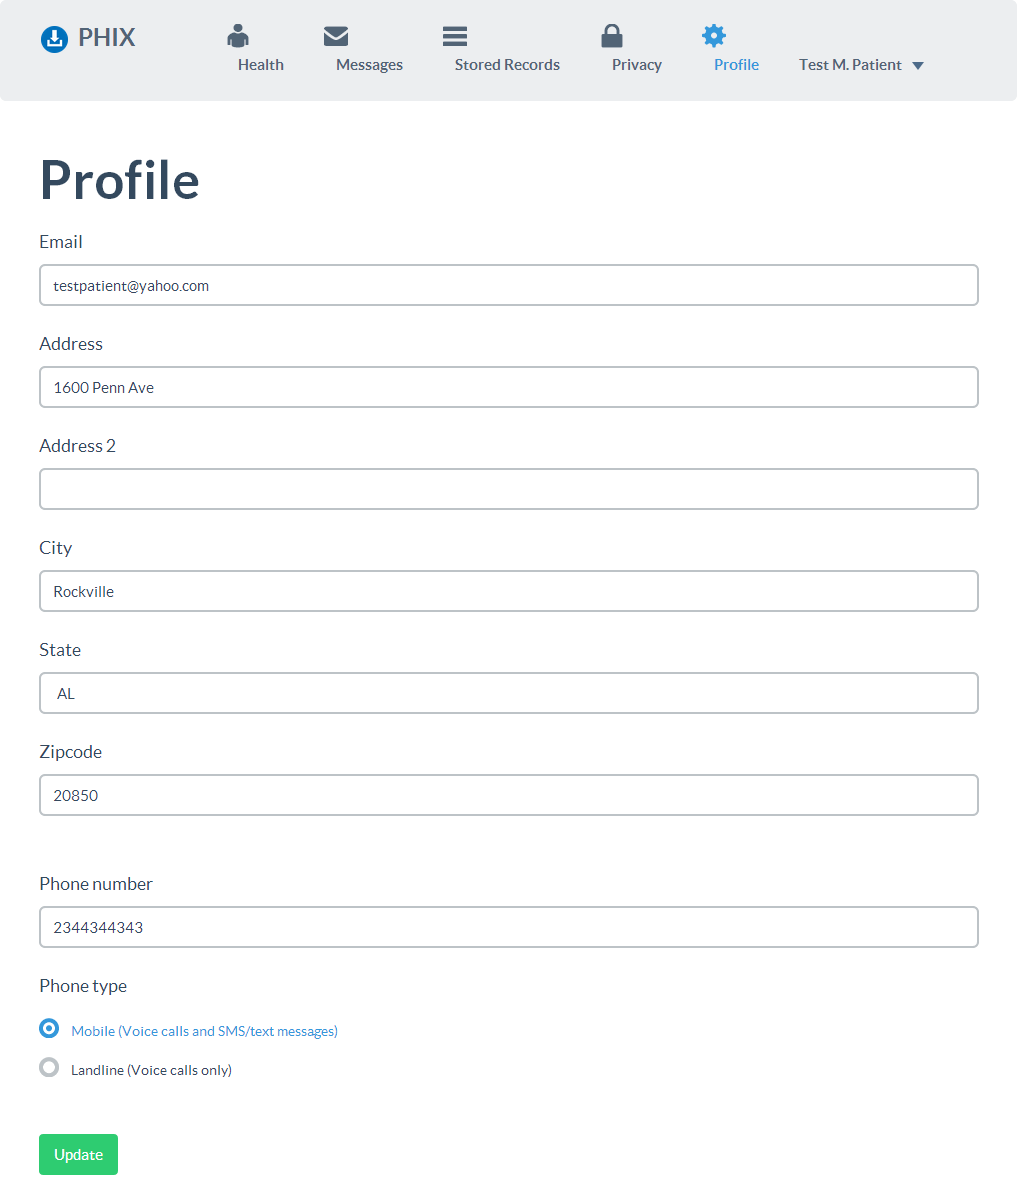 PHIX
Health Messages Stored Records Privacy Profile Test M. Patient
Profile
Email
testpatient@yahoo.com
Address
1600 Penn Ave
Address 2
City
Rockville
State
AL
Zipcode
20850
Phone number
2344344343
Phone type
Mobile (Voice calls and SMS/text messages)
Landline (Voice calls only)
Update